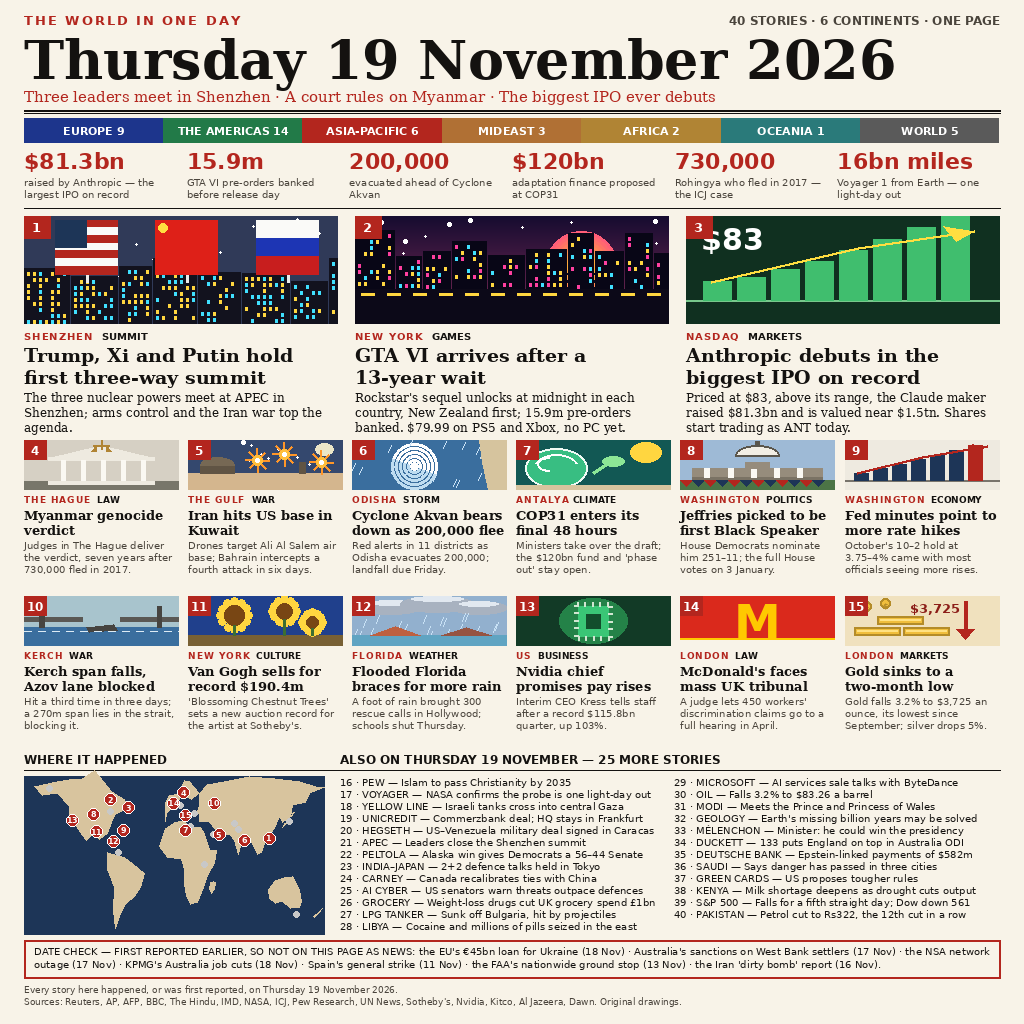 THE WORLD IN ONE DAY
40 STORIES · 6 CONTINENTS · ONE PAGE
Thursday 19 November 2026
Three leaders meet in Shenzhen · A court rules on Myanmar · The biggest IPO ever debuts
EUROPE 9
THE AMERICAS 14
ASIA-PACIFIC 6
MIDEAST 3
AFRICA 2
OCEANIA 1
WORLD 5
$81.3bn
raised by Anthropic — the
largest IPO on record
15.9m
GTA VI pre-orders banked
before release day
200,000
evacuated ahead of Cyclone
Akvan
$120bn
adaptation finance proposed
at COP31
730,000
Rohingya who fled in 2017 —
the ICJ case
16bn miles
Voyager 1 from Earth — one
light-day out
1
SHENZHEN SUMMIT
Trump, Xi and Putin hold
first three-way summit
The three nuclear powers meet at APEC in
Shenzhen; arms control and the Iran war top the
agenda.
2
NEW YORK GAMES
GTA VI arrives after a
13-year wait
Rockstar's sequel unlocks at midnight in each
country, New Zealand first; 15.9m pre-orders
banked. $79.99 on PS5 and Xbox, no PC yet.
3
$83
NASDAQ MARKETS
Anthropic debuts in the
biggest IPO on record
Priced at $83, above its range, the Claude maker
raised $81.3bn and is valued near $1.5tn. Shares
start trading as ANT today.
4
THE HAGUE LAW
Myanmar genocide
verdict
Judges in The Hague deliver
the verdict, seven years after
730,000 fled in 2017.
5
THE GULF WAR
Iran hits US base in
Kuwait
Drones target Ali Al Salem air
base; Bahrain intercepts a
fourth attack in six days.
6
ODISHA STORM
Cyclone Akvan bears
down as 200,000 flee
Red alerts in 11 districts as
Odisha evacuates 200,000;
landfall due Friday.
7
ANTALYA CLIMATE
COP31 enters its
final 48 hours
Ministers take over the draft;
the $120bn fund and 'phase
out' stay open.
8
WASHINGTON POLITICS
Jeffries picked to be
first Black Speaker
House Democrats nominate
him 251–11; the full House
votes on 3 January.
9
WASHINGTON ECONOMY
Fed minutes point to
more rate hikes
October's 10–2 hold at
3.75–4% came with most
officials seeing more rises.
10
KERCH WAR
Kerch span falls,
Azov lane blocked
Hit a third time in three days;
a 270m span lies in the strait,
blocking it.
11
NEW YORK CULTURE
Van Gogh sells for
record $190.4m
'Blossoming Chestnut Trees'
sets a new auction record for
the artist at Sotheby's.
12
FLORIDA WEATHER
Flooded Florida
braces for more rain
A foot of rain brought 300
rescue calls in Hollywood;
schools shut Thursday.
13
US BUSINESS
Nvidia chief
promises pay rises
Interim CEO Kress tells staff
after a record $115.8bn
quarter, up 103%.
14
M
LONDON LAW
McDonald's faces
mass UK tribunal
A judge lets 450 workers'
discrimination claims go to a
full hearing in April.
15
$3,725
LONDON MARKETS
Gold sinks to a
two-month low
Gold falls 3.2% to $3,725 an
ounce, its lowest since
September; silver drops 5%.
WHERE IT HAPPENED
4
2
3
14
10
13
8
15
11
9
7
5
12
6
1
ALSO ON THURSDAY 19 NOVEMBER — 25 MORE STORIES
16 · PEW — Islam to pass Christianity by 2035
17 · VOYAGER — NASA confirms the probe is one light-day out
18 · YELLOW LINE — Israeli tanks cross into central Gaza
19 · UNICREDIT — Commerzbank deal; HQ stays in Frankfurt
20 · HEGSETH — US–Venezuela military deal signed in Caracas
21 · APEC — Leaders close the Shenzhen summit
22 · PELTOLA — Alaska win gives Democrats a 56–44 Senate
23 · INDIA–JAPAN — 2+2 defence talks held in Tokyo
24 · CARNEY — Canada recalibrates ties with China
25 · AI CYBER — US senators warn threats outpace defences
26 · GROCERY — Weight-loss drugs cut UK grocery spend £1bn
27 · LPG TANKER — Sunk off Bulgaria, hit by projectiles
28 · LIBYA — Cocaine and millions of pills seized in the east
29 · MICROSOFT — AI services sale talks with ByteDance
30 · OIL — Falls 3.2% to $83.26 a barrel
31 · MODI — Meets the Prince and Princess of Wales
32 · GEOLOGY — Earth's missing billion years may be solved
33 · MÉLENCHON — Minister: he could win the presidency
34 · DUCKETT — 133 puts England on top in Australia ODI
35 · DEUTSCHE BANK — Epstein-linked payments of $582m
36 · SAUDI — Says danger has passed in three cities
37 · GREEN CARDS — US proposes tougher rules
38 · KENYA — Milk shortage deepens as drought cuts output
39 · S&P 500 — Falls for a fifth straight day; Dow down 561
40 · PAKISTAN — Petrol cut to Rs322, the 12th cut in a row
DATE CHECK — FIRST REPORTED EARLIER, SO NOT ON THIS PAGE AS NEWS: the EU's €45bn loan for Ukraine (18 Nov) · Australia's sanctions on West Bank settlers (17 Nov) · the NSA network
outage (17 Nov) · KPMG's Australia job cuts (18 Nov) · Spain's general strike (11 Nov) · the FAA's nationwide ground stop (13 Nov) · the Iran 'dirty bomb' report (16 Nov).
Every story here happened, or was first reported, on Thursday 19 November 2026.
Sources: Reuters, AP, AFP, BBC, The Hindu, IMD, NASA, ICJ, Pew Research, UN News, Sotheby's, Nvidia, Kitco, Al Jazeera, Dawn. Original drawings.